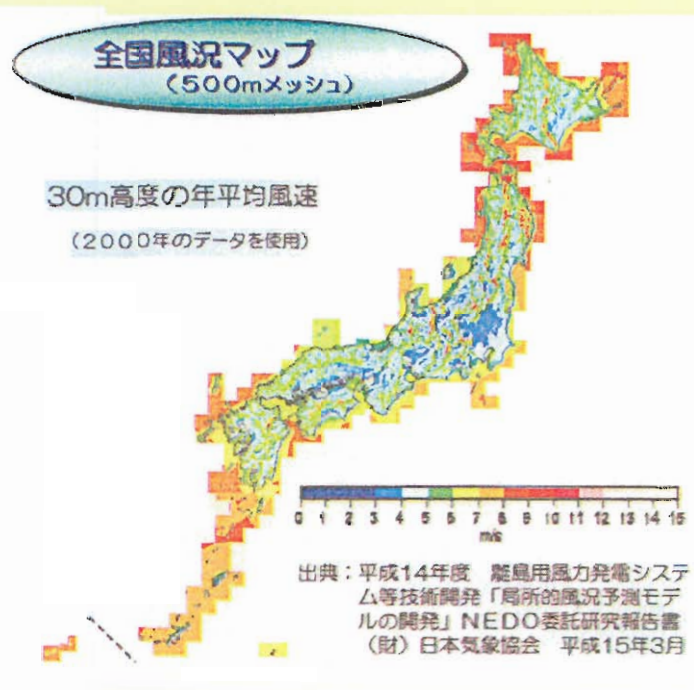 全国風況マップ
（500mメッシュ）
30m高度の年平均風速
（2000年のデータを使用）
0 1 2 3 4 5 6 7 8 9 10 11 12 13 14 15
m/s
出典：平成14年度　離島用風力発電システ
ム等技術開発「局所的風況予測モデ
ルの開発」NEDO委託研究報告書
（財）日本気象協会　平成15年3月